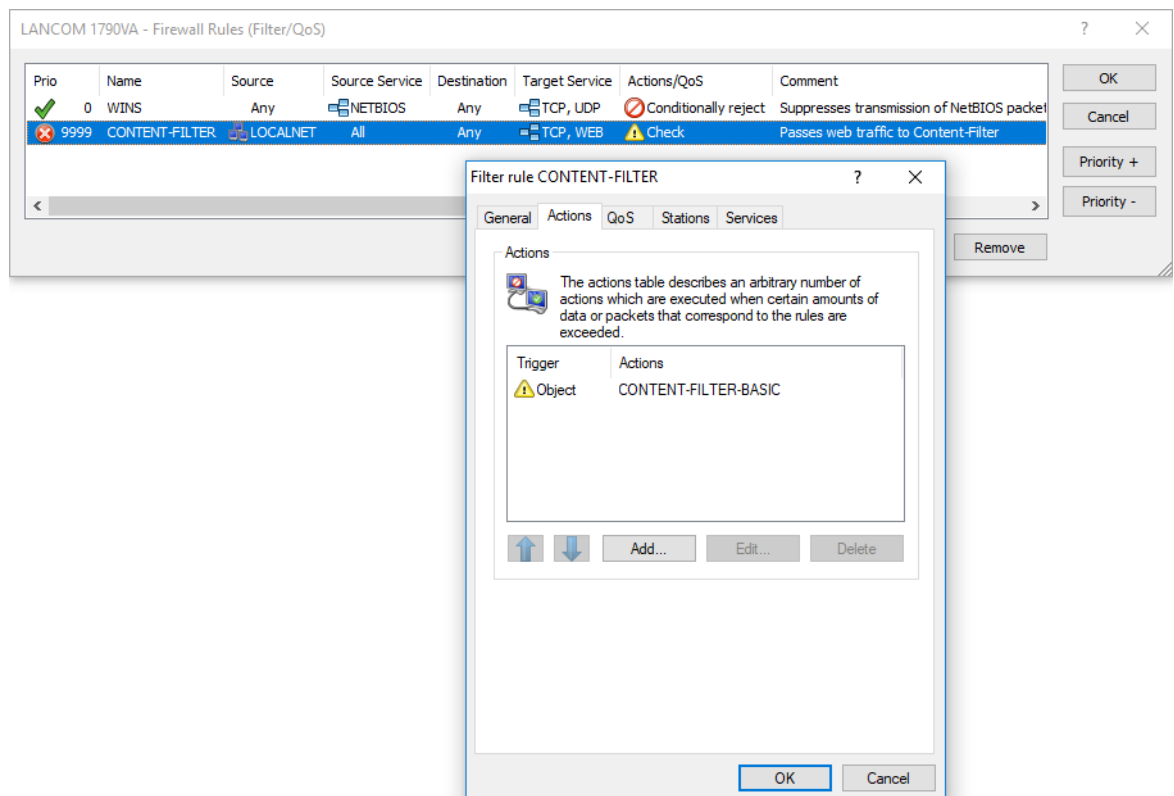 LANCOM 1790VA - Firewall Rules (Filter/QoS)
Prio Name Source Source Service Destination Target Service Actions/QoS Comment
0 WINS Any NETBIOS Any TCP, UDP Conditionally reject Suppresses transmission of NetBIOS packet
9999 CONTENT-FILTER LOCALNET All Any TCP, WEB Check Passes web traffic to Content-Filter
OK
Cancel
Priority +
Priority -
Remove
Filter rule CONTENT-FILTER
General Actions QoS Stations Services
Actions
The actions table describes an arbitrary number of
actions which are executed when certain amounts of
data or packets that correspond to the rules are
exceeded.
Trigger Actions
Object CONTENT-FILTER-BASIC
Add... Edit... Delete
OK Cancel